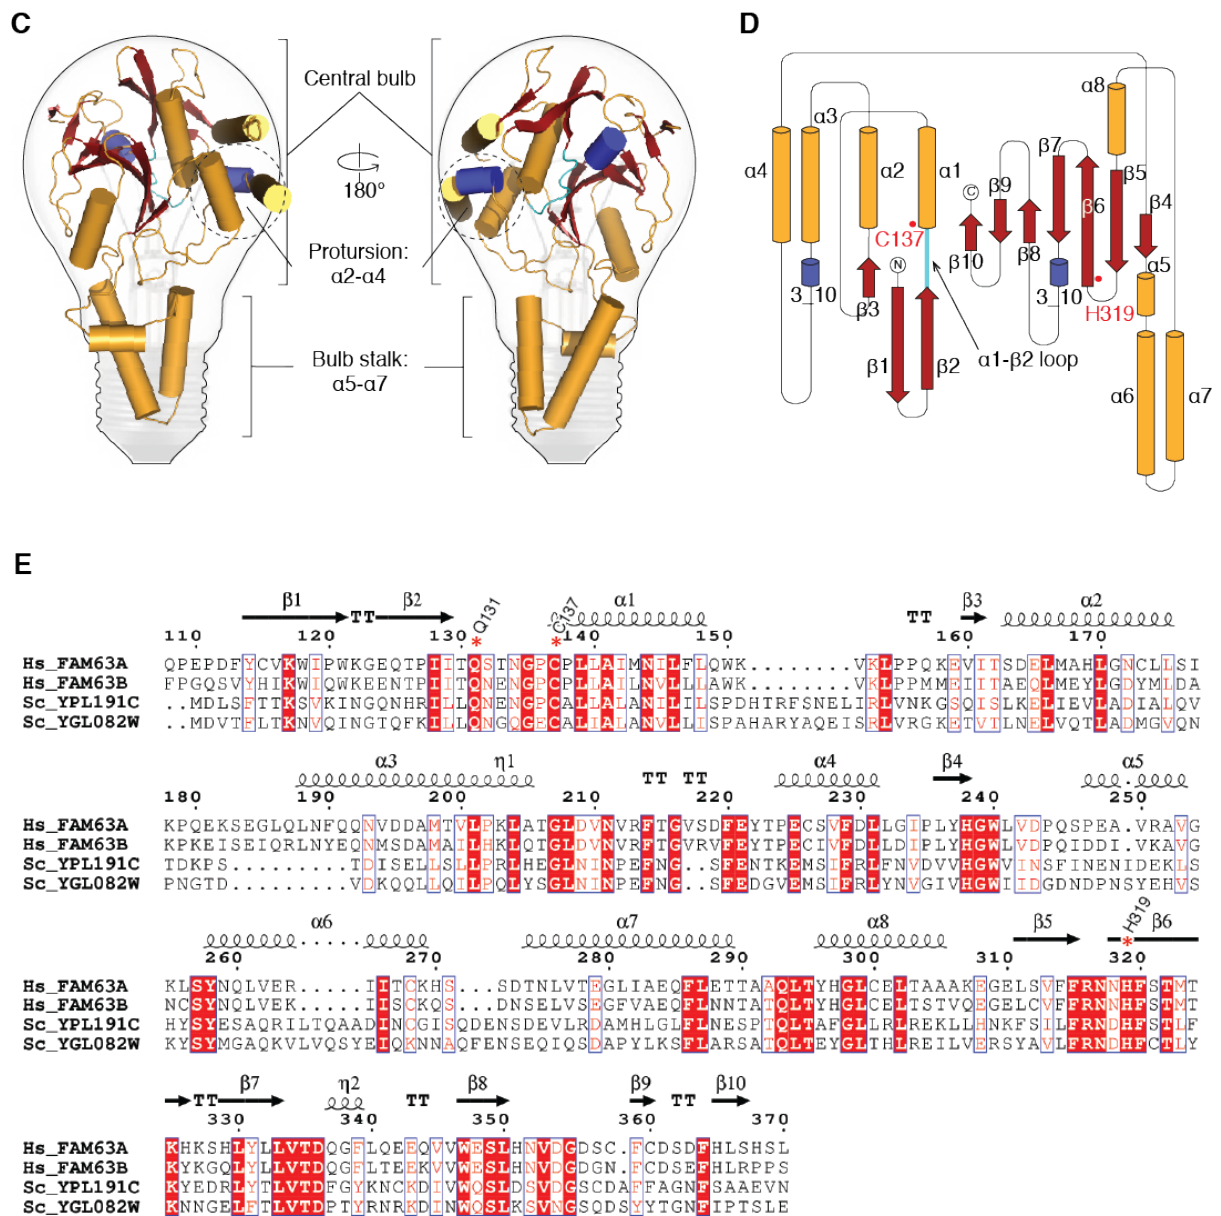 C
Central bulb
180°
Protursion:
α2-α4
Bulb stalk:
α5-α7
D
α8
α3
α4
α2
α1
β7
β5
β9
C
β6
β4
C137
N
β10
β8
α5
3_10
3_10
β3
H319
β1
β2
α1-β2 loop
α6
α7
E
β1 TT β2 Q131 C137 α1 TT β3 α2
110 120 130 140 150 160 170
Hs_FAM63A QPEPDFYCVKWIPWKGEQTPIITQSTNGPCPLLAIMNILFLQWK........VKLPPQKEVITSDELMAHLGNCLLSI
Hs_FAM63B FPGQSVYHIKWIQWKEENTPIITQNENGPCPLLAILNVLLLAWK........VKLPPMMEIITAEQLMEYLGDYMLDA
Sc_YPL191C ..MDLSFTTKSVKINGQNHRILLQNENGPCALLALANILILSPDHTRFSNELIRLVNKGSQISLKELIEVLADIALQV
Sc_YGL082W ..MDVTFLTKNVQINGTQFKILLQNGQGECALIALANVLLISPAHARYAQEISRLVRGKETVTLNELVQTLADMGVQN
α3 η1 TT TT α4 β4 α5
180 190 200 210 220 230 240 250
Hs_FAM63A KPQEKSEGLQLNFQQNVDDAMTVLPKLATGLDVNVRFTGVSDFEYTPECSVFDLLGIPLYHGWLVDPQSPEA.VRAVG
Hs_FAM63B KPKEISEIQRLNYEQNMSDAMAILHKLQTGLDVNVRFTGVRVFEYTPECIVFDLLDIPLYHGWLVDPQIDDI.VKAVG
Sc_YPL191C TDKPS.........TDISELLSLLPRLHEGLNINPEFNG..SFENTKEMSIFRLFNVDVVHGWVINSFINENIDEKLS
Sc_YGL082W PNGTD.........VDKQQLLQILPQLYSGLNINPEFNG..SFEDGVEMSIFRLYNVGIVHGWIIDGDNDPNSYEHVS
α6 α7 α8 β5 H319 β6
260 270 280 290 300 310 320
Hs_FAM63A KLSYNQLVER.....IITCKHS...SDTNLVTEGLIAEQFLETTAAQLTYHGLCELTAAAKEGELSVFFRNNHFSTMT
Hs_FAM63B NCSYNQLVEK.....IISCKQS...DNSELVSEGFVAEQFLNNTATQLTYHGLCELTSTVQEGELCVFFRNNHFSTMT
Sc_YPL191C HYSYESAQRILTQAADINCGISQDENSDEVLRDAMHLGLFLNESPTQLTAFGLLRLREKLLHNKFSILFRNDHFSTLF
Sc_YGL082W KYSYMGAQKVLVQSYEIQKNNAQFENSEQIQSDAPYLKSFLARSATQLTEYGLTHLREILVERSYAVLFRNDHFCTLY
TT β7 η2 TT β8 β9 TT β10
330 340 350 360 370
Hs_FAM63A KHKSHLYLLVTDQGFLQEEQVVWESLHNVDGDSC.FCDSDFHLSHSL
Hs_FAM63B KYKGQLYLLVTDQGFLTEEKVVWESLHNVDGDGN.FCDSEFHLRPPS
Sc_YPL191C KYEDRLYTLVTDFGYKNCKDIVWQSLDSVDGSCDAFFAGNFSAAEVN
Sc_YGL082W KNNGELFTLVTDPTYRNRKDINWQSLKSVNGSQDSYYTGNFIPTSLE